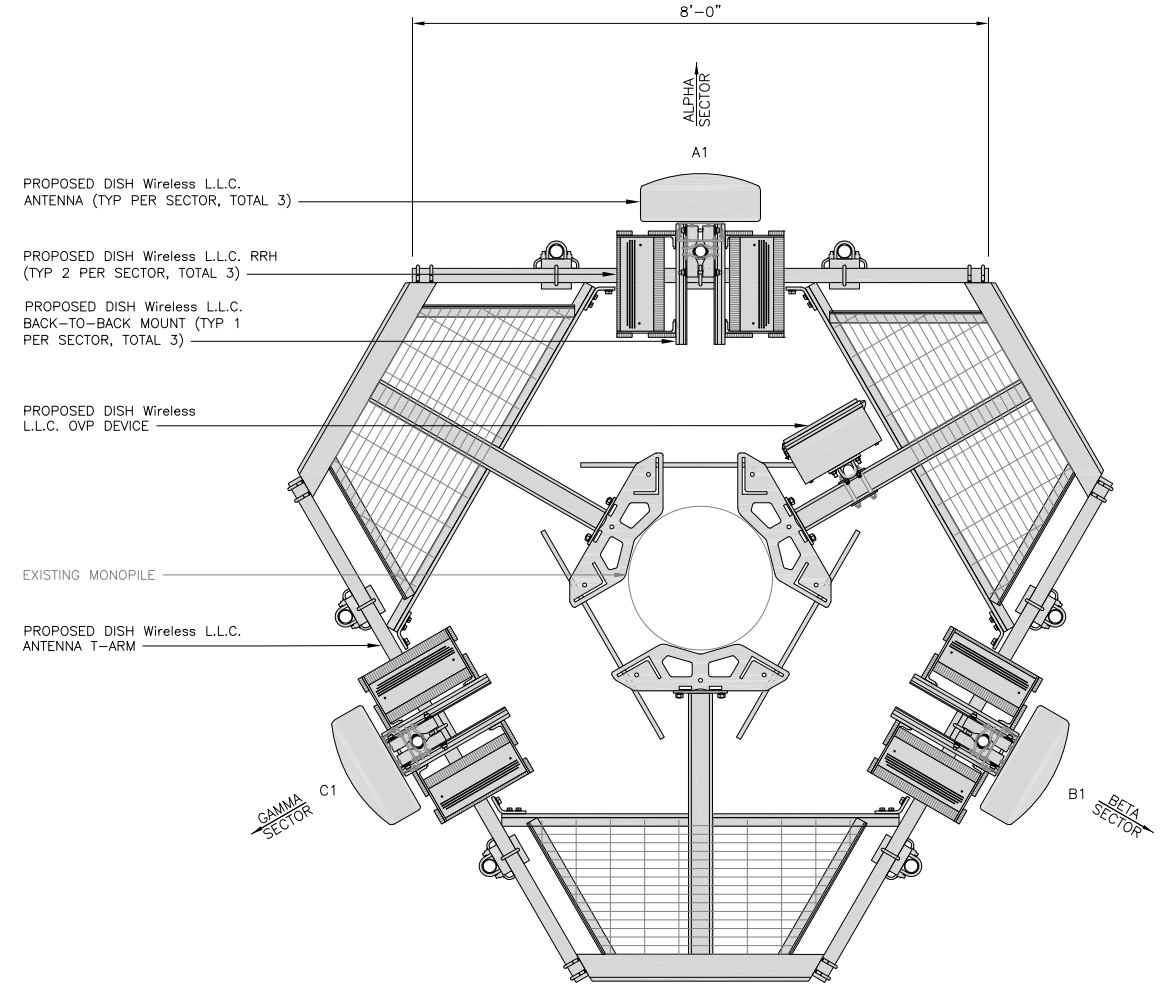 8'-0"
ALPHA
SECTOR
A1
PROPOSED DISH Wireless L.L.C.
ANTENNA (TYP PER SECTOR, TOTAL 3)
PROPOSED DISH Wireless L.L.C. RRH
(TYP 2 PER SECTOR, TOTAL 3)
PROPOSED DISH Wireless L.L.C.
BACK-TO-BACK MOUNT (TYP 1
PER SECTOR, TOTAL 3)
PROPOSED DISH Wireless
L.L.C. OVP DEVICE
EXISTING MONOPILE
PROPOSED DISH Wireless L.L.C.
ANTENNA T-ARM
C1
GAMMA
SECTOR
B1
BETA
SECTOR